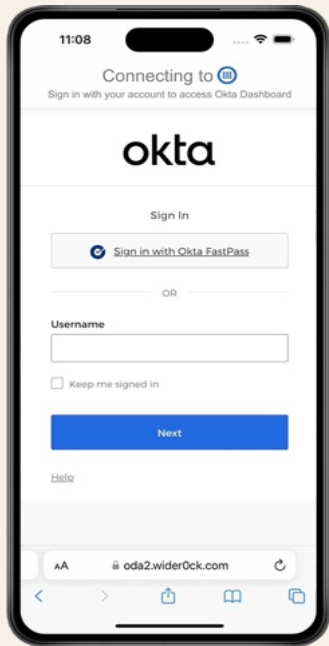 11:08
Connecting to
Sign in with your account to access Okta Dashboard
okta
Sign In
Sign in with Okta FastPass
OR
Username
Keep me signed in
Next
Help
AA oda2.wider0ck.com